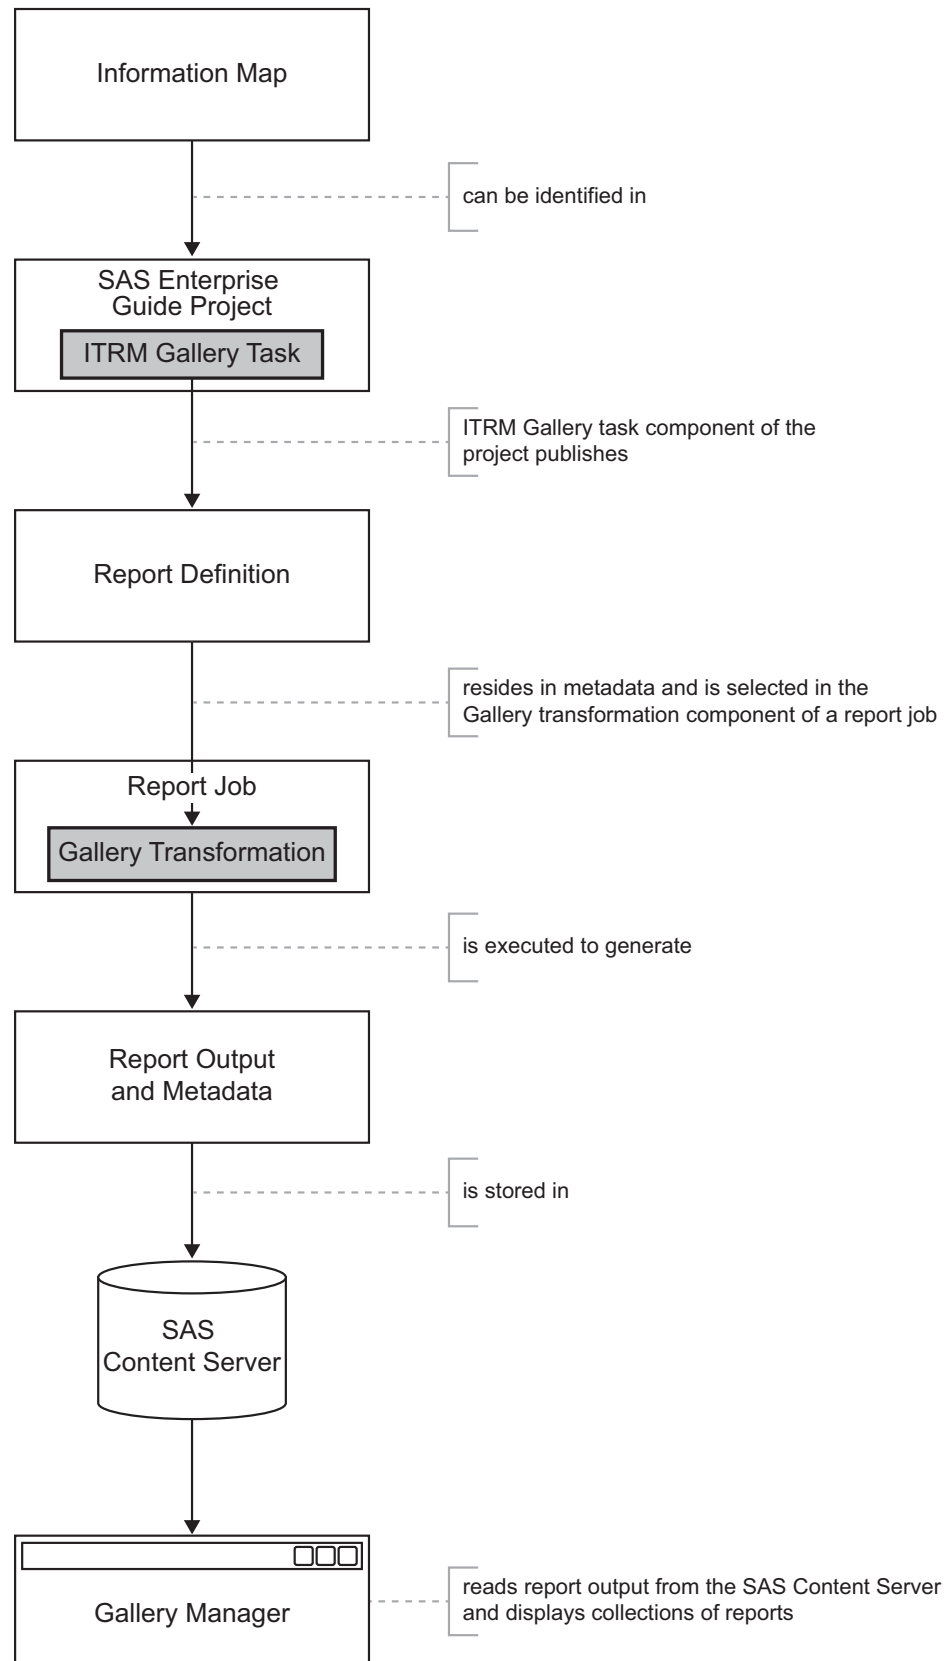 Information Map
can be identified in
SAS Enterprise
Guide Project
ITRM Gallery Task
ITRM Gallery task component of the
project publishes
Report Definition
resides in metadata and is selected in the
Gallery transformation component of a report job
Report Job
Gallery Transformation
is executed to generate
Report Output
and Metadata
is stored in
SAS
Content Server
Gallery Manager
reads report output from the SAS Content Server
and displays collections of reports